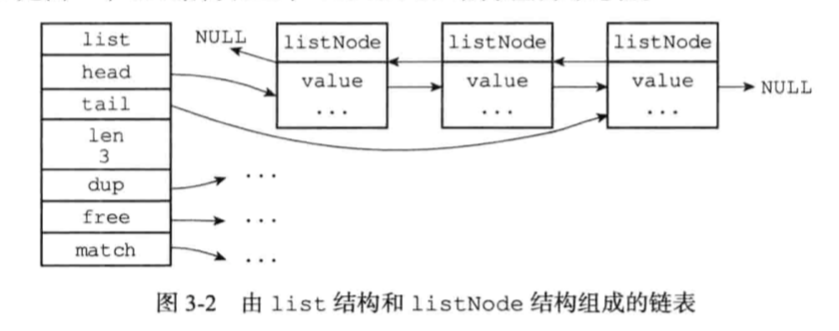 list
head
tail
len
3
dup
free
match
NULL
listNode
value
...
listNode
value
...
listNode
value
...
NULL
...
...
...
图 3-2 由 list 结构和 listNode 结构组成的链表